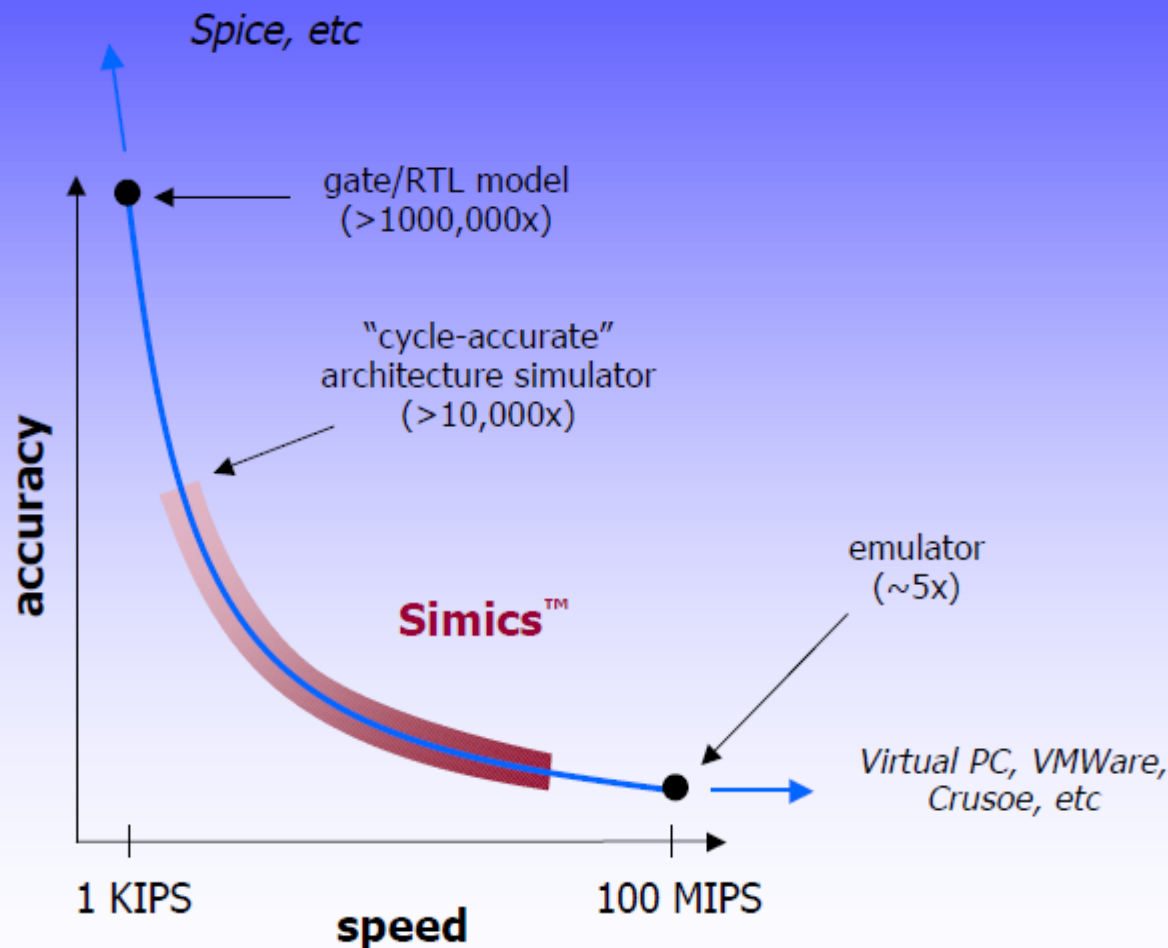 Spice, etc
gate/RTL model
(>1000,000x)
“cycle-accurate”
architecture simulator
(>10,000x)
accuracy
emulator
(~5x)
Simics™
Virtual PC, VMWare,
Crusoe, etc
1 KIPS
100 MIPS
speed